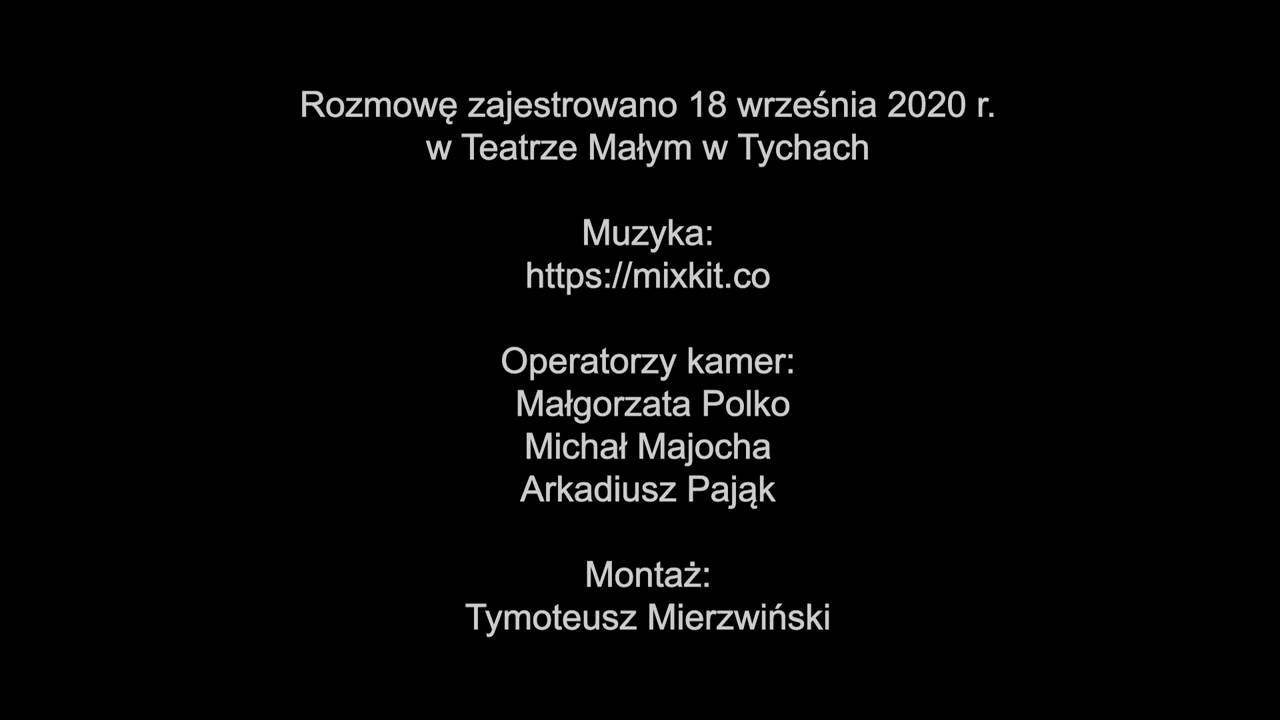 Rozmowę zajestrowano 18 września 2020 r.
w Teatrze Małym w Tychach
Muzyka:
https://mixkit.co
Operatorzy kamer:
Małgorzata Polko
Michał Majocha
Arkadiusz Pająk
Montaż:
Tymoteusz Mierzwiński